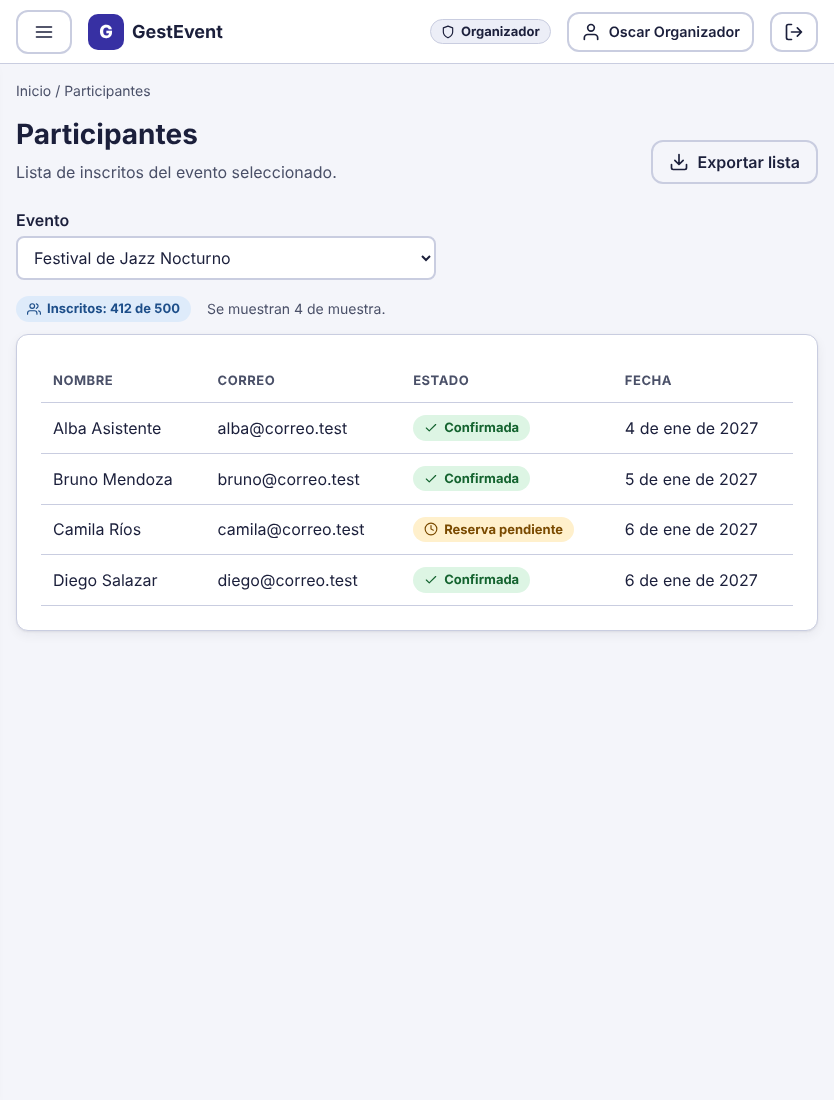 G GestEvent Organizador Oscar Organizador
Inicio / Participantes
Participantes
Lista de inscritos del evento seleccionado.
Exportar lista
Evento
Festival de Jazz Nocturno
Inscritos: 412 de 500 Se muestran 4 de muestra.
NOMBRE CORREO ESTADO FECHA
Alba Asistente alba@correo.test Confirmada 4 de ene de 2027
Bruno Mendoza bruno@correo.test Confirmada 5 de ene de 2027
Camila Ríos camila@correo.test Reserva pendiente 6 de ene de 2027
Diego Salazar diego@correo.test Confirmada 6 de ene de 2027